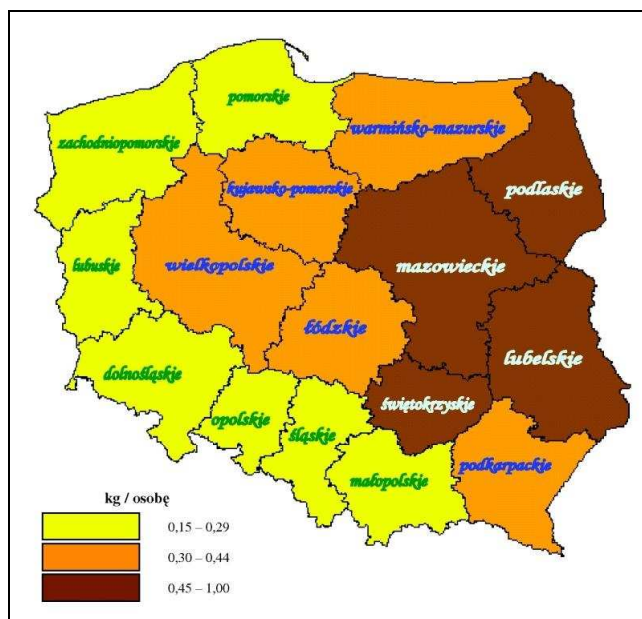 pomorskie
warmińsko-mazurskie
zachodniopomorskie
podlaskie
kujawsko-pomorskie
lubuskie
wielkopolskie
mazowieckie
łódzkie
lubelskie
dolnośląskie
świętokrzyskie
opolskie
śląskie
podkarpackie
małopolskie
kg / osobę
0,15 – 0,29
0,30 – 0,44
0,45 – 1,00